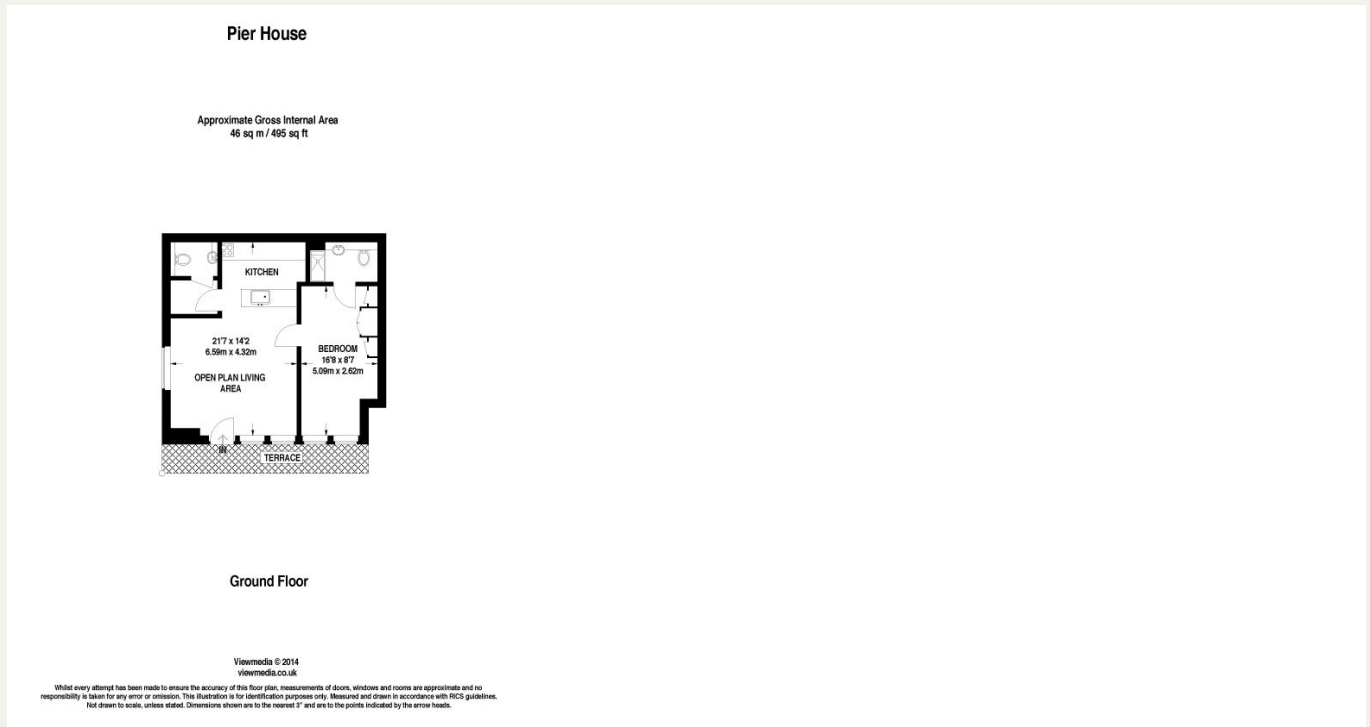 Pier House
Approximate Gross Internal Area
46 sq m / 495 sq ft
KITCHEN
21'7 x 14'2
6.59m x 4.32m
OPEN PLAN LIVING
AREA
BEDROOM
16'8 x 8'7
5.09m x 2.62m
IN
TERRACE
Ground Floor
Viewmedia © 2014
viewmedia.co.uk
Whilst every attempt has been made to ensure the accuracy of this floor plan, measurements of doors, windows and rooms are approximate and no
responsibility is taken for any error or omission. This illustration is for identification purposes only. Measured and drawn in accordance with RICS guidelines.
Not drawn to scale, unless stated. Dimensions shown are to the nearest 3" and are to the points indicated by the arrow heads.